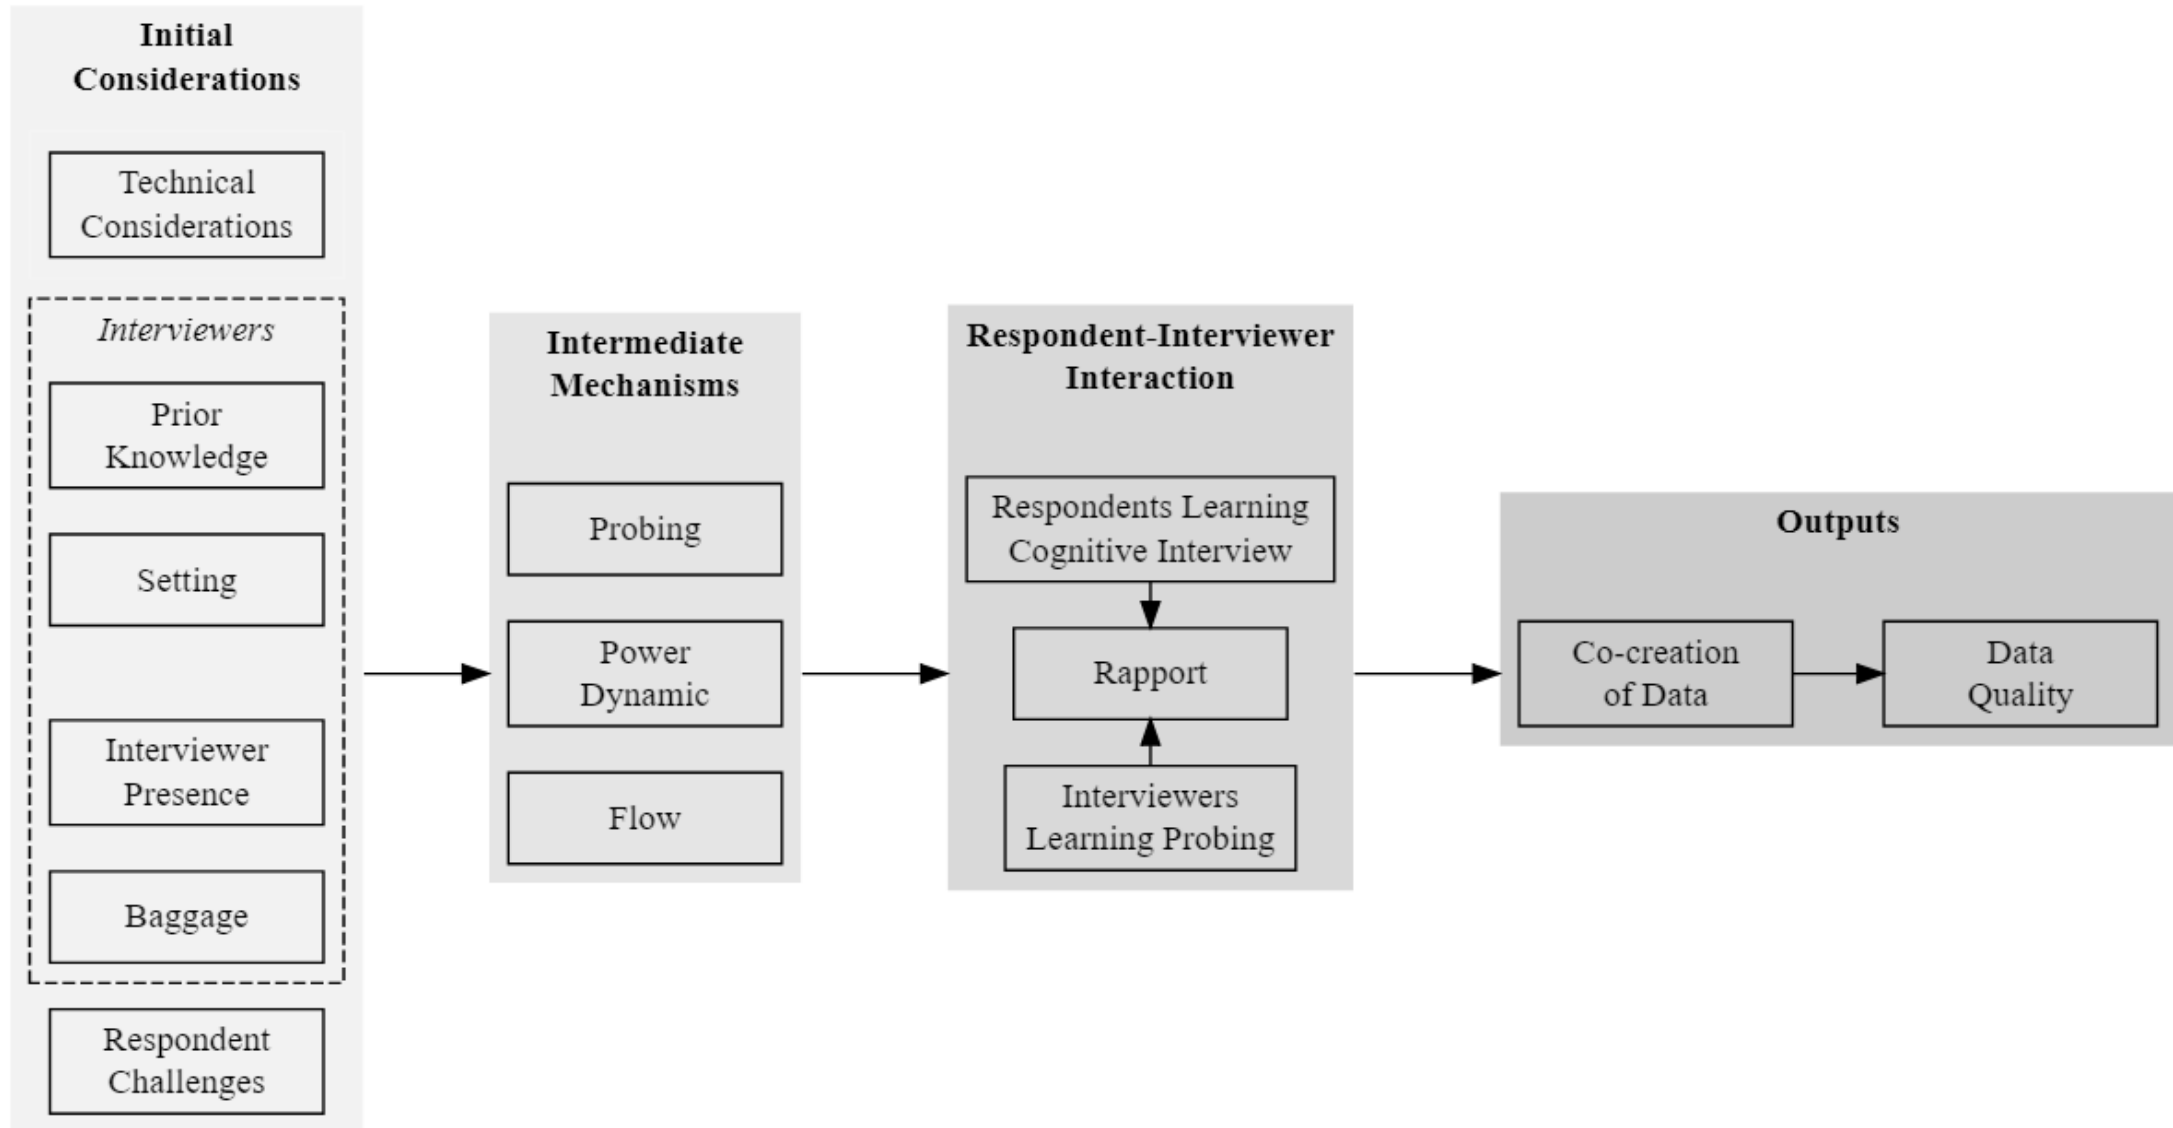 Initial
Considerations
Technical
Considerations
Interviewers
Prior
Knowledge
Setting
Interviewer
Presence
Baggage
Respondent
Challenges
Intermediate
Mechanisms
Probing
Power
Dynamic
Flow
Respondent-Interviewer
Interaction
Respondents Learning
Cognitive Interview
Rapport
Interviewers
Learning Probing
Outputs
Co-creation
of Data
Data
Quality